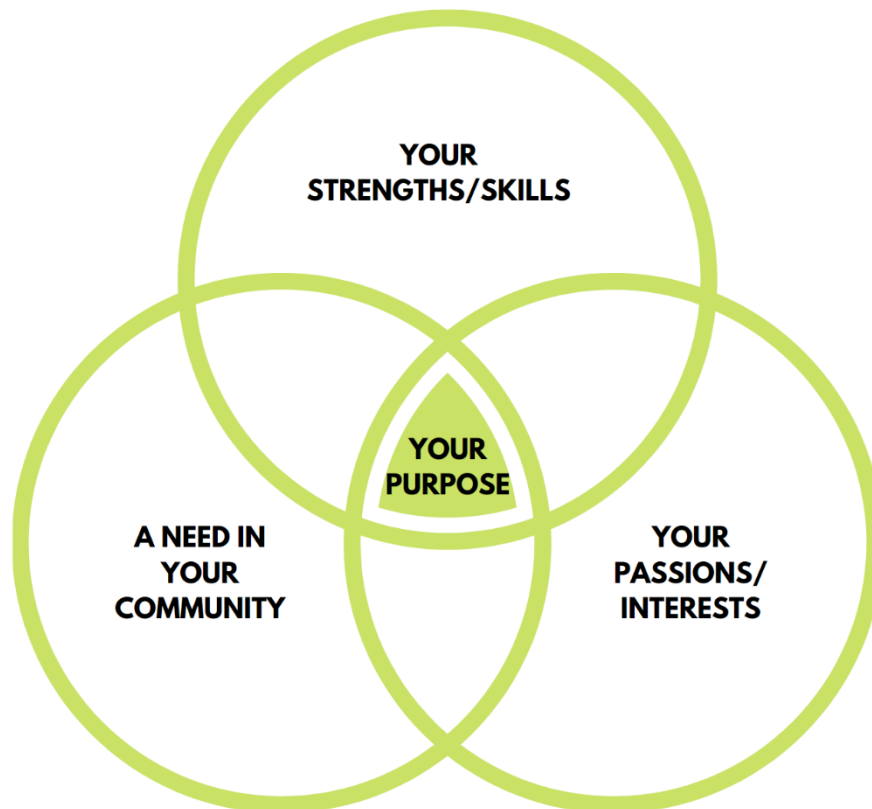 YOUR
STRENGTHS/SKILLS
YOUR
PURPOSE
A NEED IN
YOUR
COMMUNITY
YOUR
PASSIONS/
INTERESTS